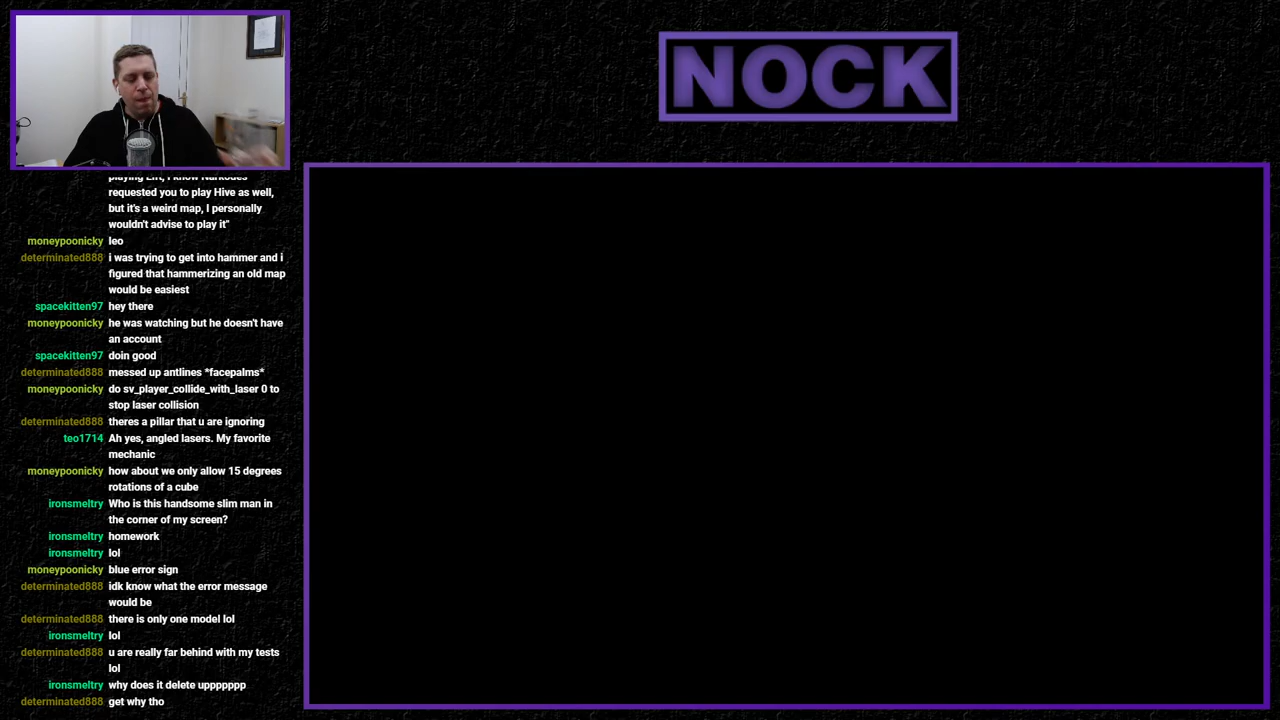 NOCK
playing Lift, I know Narkodes
requested you to play Hive as well,
but it's a weird map, I personally
wouldn't advise to play it"
moneypoonicky leo
determinated888 i was trying to get into hammer and i
figured that hammerizing an old map
would be easiest
spacekitten97 hey there
moneypoonicky he was watching but he doesn't have
an account
spacekitten97 doin good
determinated888 messed up antlines *facepalms*
moneypoonicky do sv_player_collide_with_laser 0 to
stop laser collision
determinated888 theres a pillar that u are ignoring
teo1714 Ah yes, angled lasers. My favorite
mechanic
moneypoonicky how about we only allow 15 degrees
rotations of a cube
ironsmeltry Who is this handsome slim man in
the corner of my screen?
ironsmeltry homework
ironsmeltry lol
moneypoonicky blue error sign
determinated888 idk know what the error message
would be
determinated888 there is only one model lol
ironsmeltry lol
determinated888 u are really far behind with my tests
lol
ironsmeltry why does it delete uppppppp
determinated888 get why tho